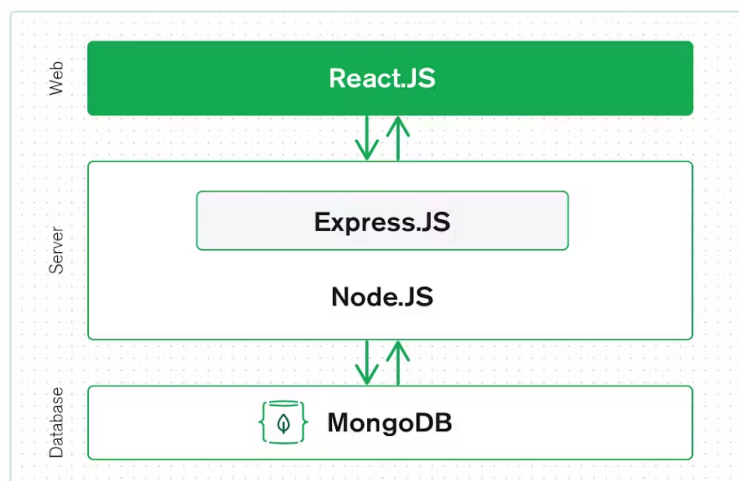 Web
React.JS
Server
Express.JS
Node.JS
Database
MongoDB